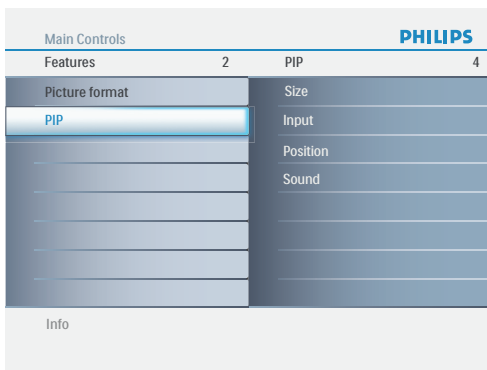 Main Controls
PHILIPS
Features 2 PIP 4
Picture format Size
PIP Input
Position
Sound
Info